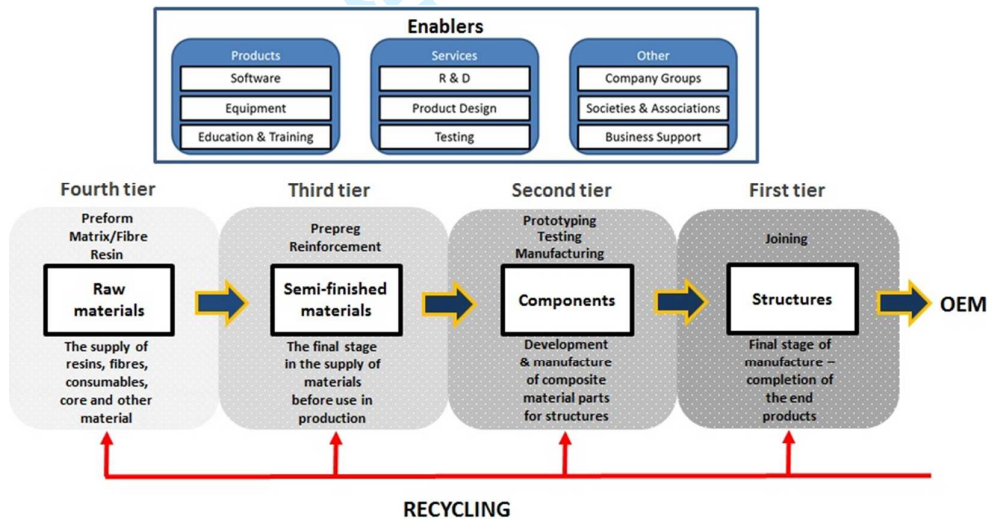 Enablers
Products
Software
Equipment
Education & Training
Services
R & D
Product Design
Testing
Other
Company Groups
Societies & Associations
Business Support
Fourth tier
Preform
Matrix/Fibre
Resin
Raw
materials
The supply of
resins, fibres,
consumables,
core and other
material
Third tier
Prepreg
Reinforcement
Semi-finished
materials
The final stage
in the supply of
materials
before use in
production
Second tier
Prototyping
Testing
Manufacturing
Components
Development
& manufacture
of composite
material parts
for structures
First tier
Joining
Structures
Final stage of
manufacture –
completion of
the end
products
OEM
RECYCLING